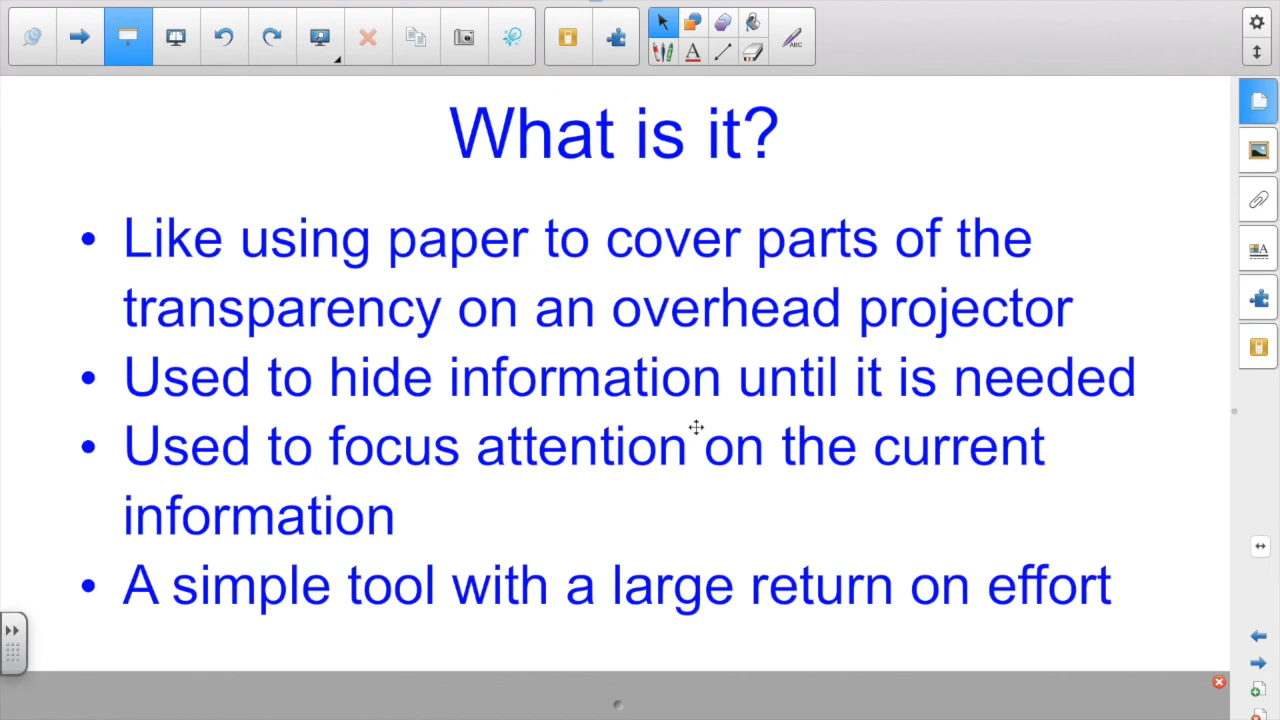 ABC
A
A
What is it?
• Like using paper to cover parts of the
transparency on an overhead projector
• Used to hide information until it is needed
• Used to focus attention on the current
information
• A simple tool with a large return on effort